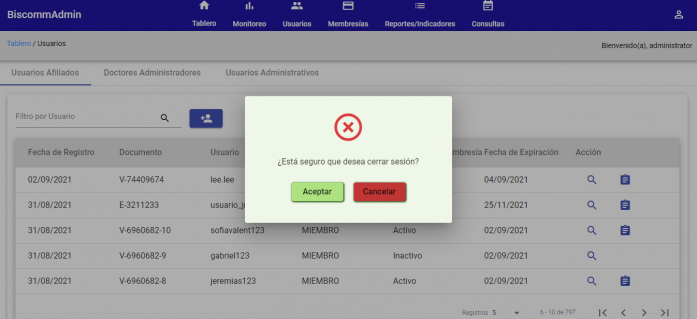 BiscommAdmin
Tablero Monitoreo Usuarios Membresías Reportes/Indicadores Consultas
Tablero / Usuarios
Bienvenido(a), administrator
Usuarios Afiliados Doctores Administradores Usuarios Administrativos
Filtro por Usuario
¿Está seguro que desea cerrar sesión?
Aceptar Cancelar
Fecha de Registro Documento Usuario Fecha de Expiración Acción
02/09/2021 V-74409674 lee.lee 04/09/2021
31/08/2021 E-3211233 25/11/2021
31/08/2021 V-6960682-10 sofiavalent123 MIEMBRO Activo 02/09/2021
31/08/2021 V-6960682-9 gabriel123 MIEMBRO Inactivo 02/09/2021
31/08/2021 V-6960682-8 jeremias123 MIEMBRO Activo 02/09/2021
Registros 5 6 - 10 de 797